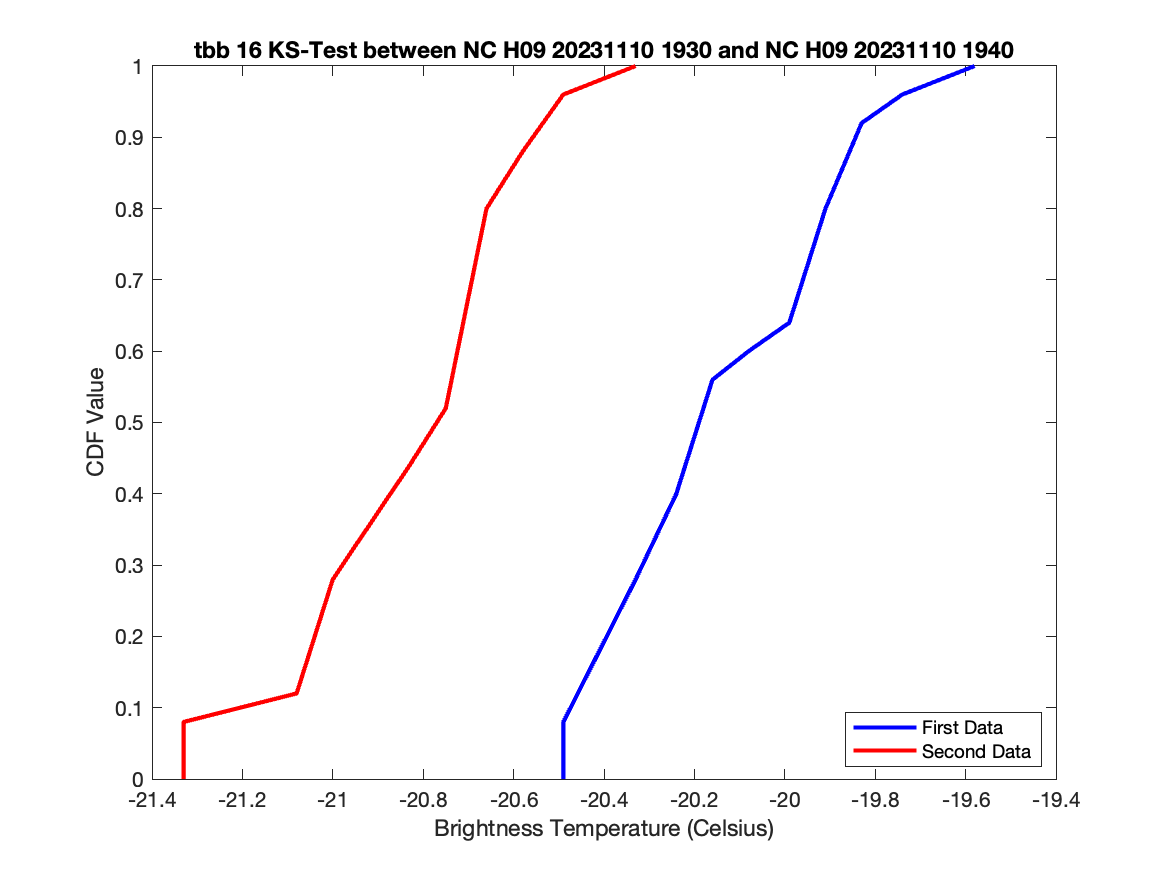 tbb 16 KS-Test between NC H09 20231110 1930 and NC H09 20231110 1940
1
0.9
0.8
0.7
0.6
0.5
0.4
0.3
0.2
0.1
0
CDF Value
First Data
Second Data
-21.4 -21.2 -21 -20.8 -20.6 -20.4 -20.2 -20 -19.8 -19.6 -19.4
Brightness Temperature (Celsius)